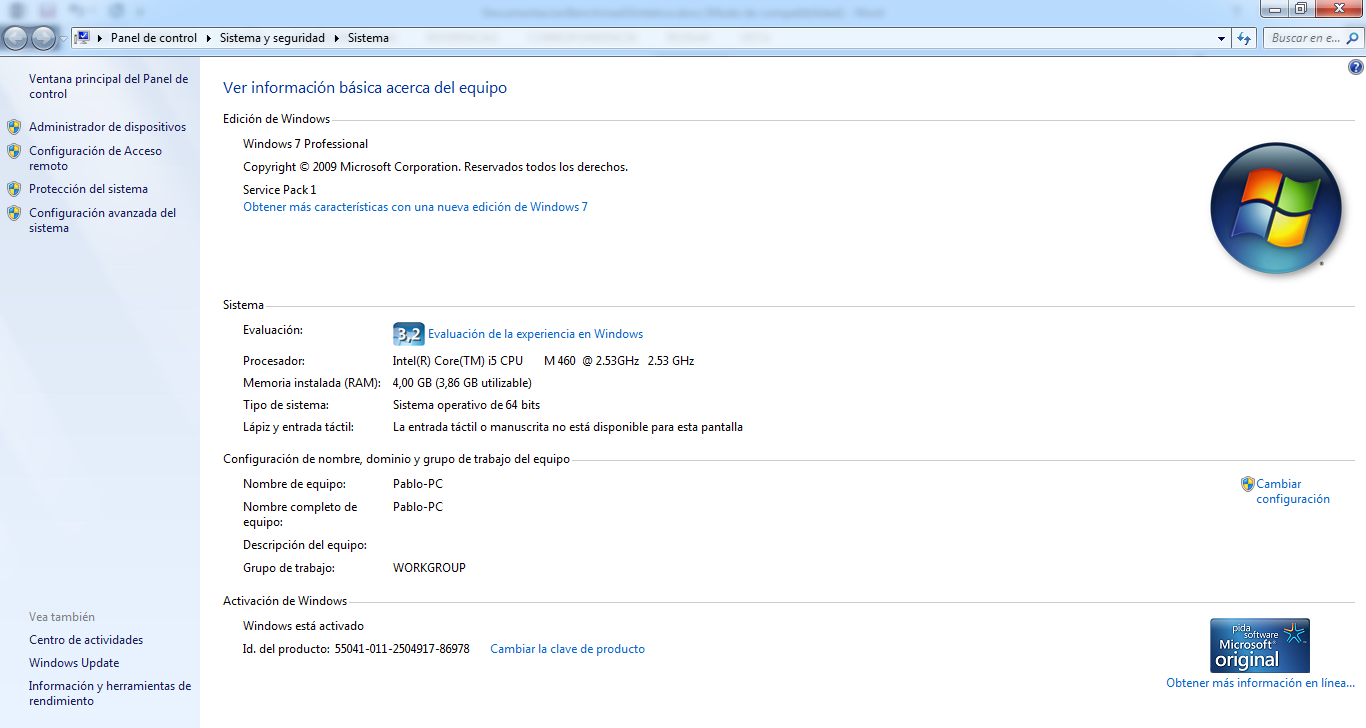 Panel de control
Sistema y seguridad
Sistema
Buscar en e...
Ventana principal del Panel de
control
Administrador de dispositivos
Configuración de Acceso
remoto
Protección del sistema
Configuración avanzada del
sistema
Vea también
Centro de actividades
Windows Update
Información y herramientas de
rendimiento
Ver información básica acerca del equipo
Edición de Windows
Windows 7 Professional
Copyright © 2009 Microsoft Corporation. Reservados todos los derechos.
Service Pack 1
Obtener más características con una nueva edición de Windows 7
Sistema
Evaluación: 3,2 Evaluación de la experiencia en Windows
Procesador: Intel(R) Core(TM) i5 CPU M 460 @ 2.53GHz 2.53 GHz
Memoria instalada (RAM): 4,00 GB (3,86 GB utilizable)
Tipo de sistema: Sistema operativo de 64 bits
Lápiz y entrada táctil: La entrada táctil o manuscrita no está disponible para esta pantalla
Configuración de nombre, dominio y grupo de trabajo del equipo
Nombre de equipo: Pablo-PC
Cambiar
configuración
Nombre completo de Pablo-PC
equipo:
Descripción del equipo:
Grupo de trabajo: WORKGROUP
Activación de Windows
Windows está activado
Id. del producto: 55041-011-2504917-86978 Cambiar la clave de producto
pida
software
Microsoft®
original
Obtener más información en línea...